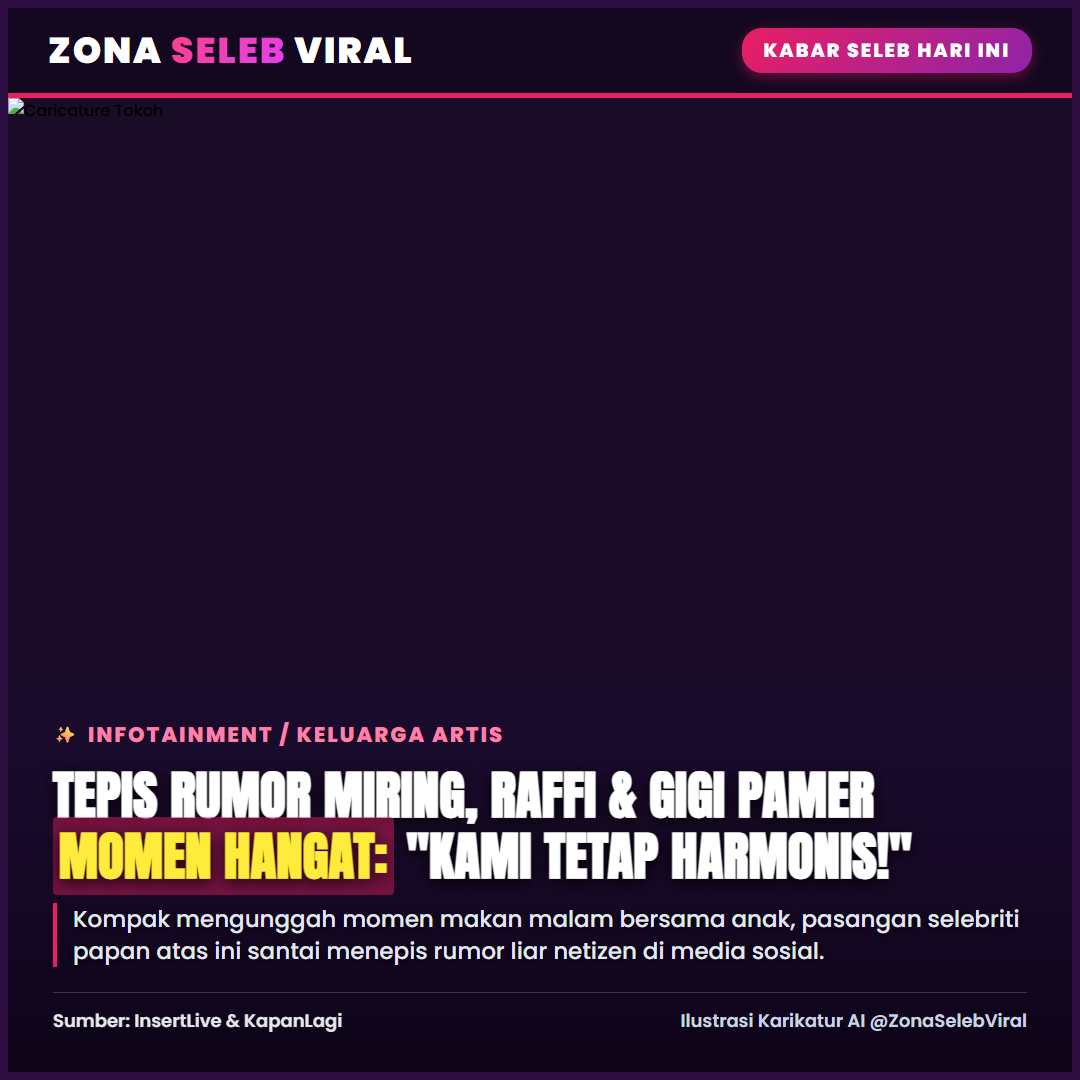 ZONA SELEB VIRAL
KABAR SELEB HARI INI
Caricature Tokoh
✨ INFOTAINMENT / KELUARGA ARTIS
TEPIS RUMOR MIRING, RAFFI & GIGI PAMER
MOMEN HANGAT: "KAMI TETAP HARMONIS!"
Kompak mengunggah momen makan malam bersama anak, pasangan selebriti
papan atas ini santai menepis rumor liar netizen di media sosial.
Sumber: InsertLive & KapanLagi
Ilustrasi Karikatur AI @ZonaSelebViral